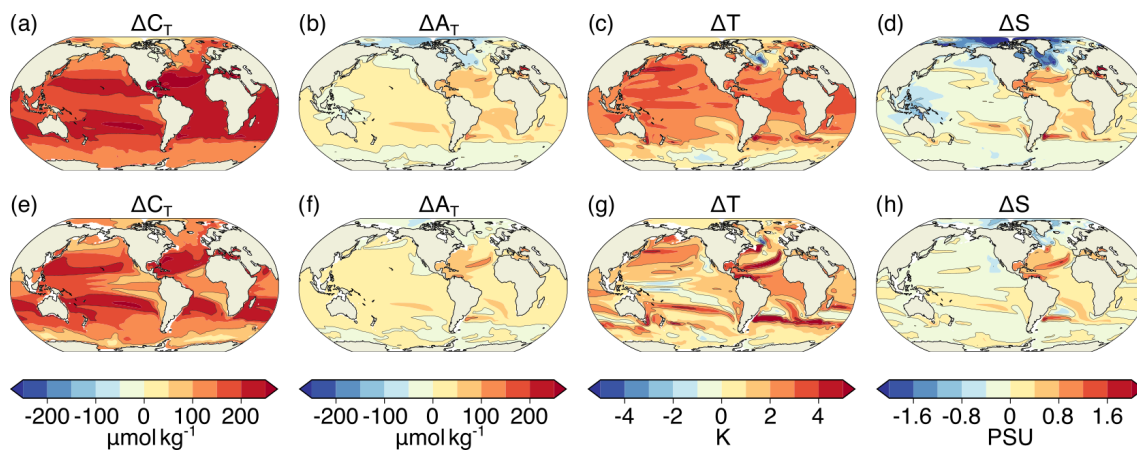 (a) ΔC_T (b) ΔA_T (c) ΔT (d) ΔS
(e) ΔC_T (f) ΔA_T (g) ΔT (h) ΔS
-200 -100 0 100 200 -200 -100 0 100 200 -4 -2 0 2 4 -1.6 -0.8 0 0.8 1.6
μmol kg⁻¹ μmol kg⁻¹ K PSU